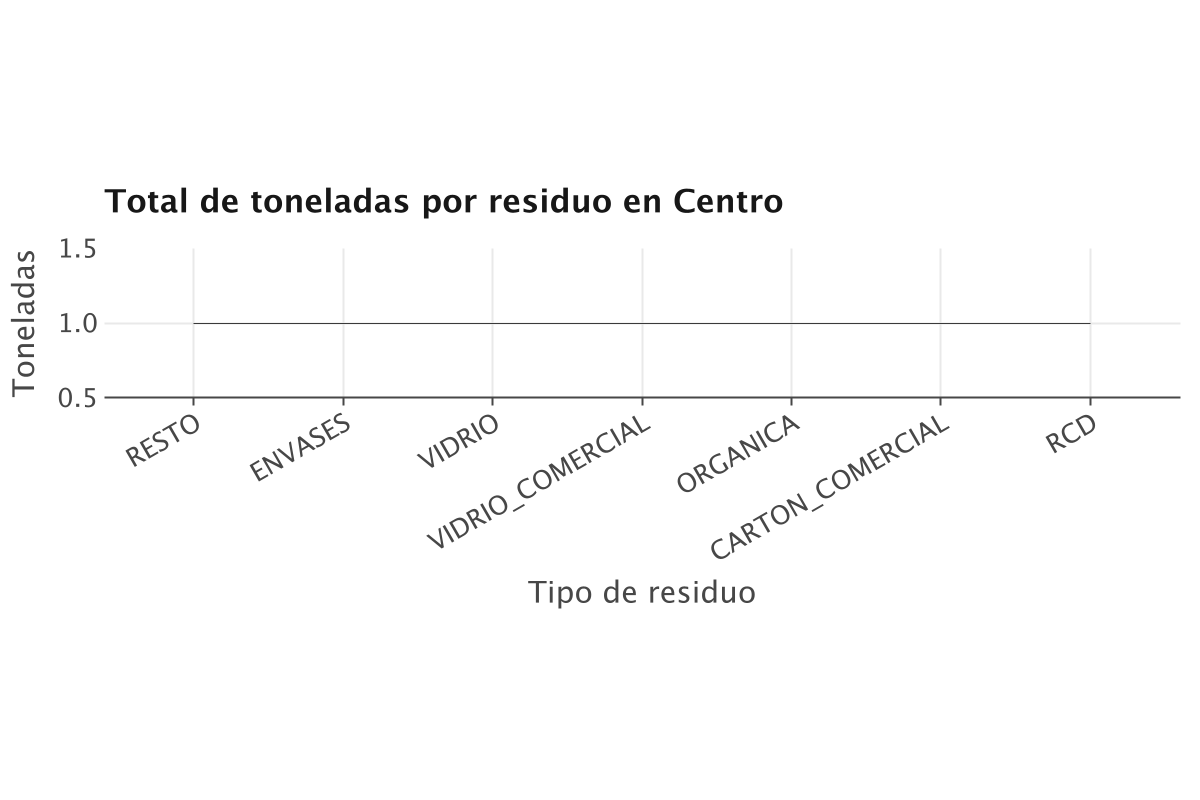 Total de toneladas por residuo en Centro
Toneladas
1.5
1.0
0.5
RESTO
ENVASES
VIDRIO
VIDRIO_COMERCIAL
ORGANICA
CARTON_COMERCIAL
RCD
Tipo de residuo